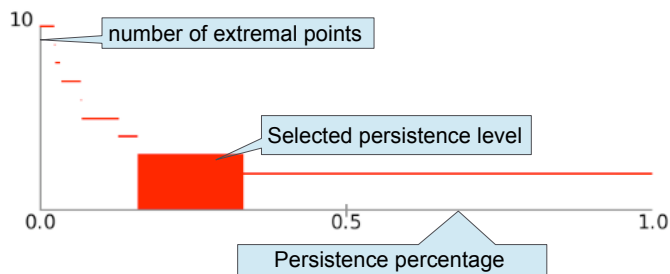 10
number of extremal points
Selected persistence level
0.0
0.5
1.0
Persistence percentage